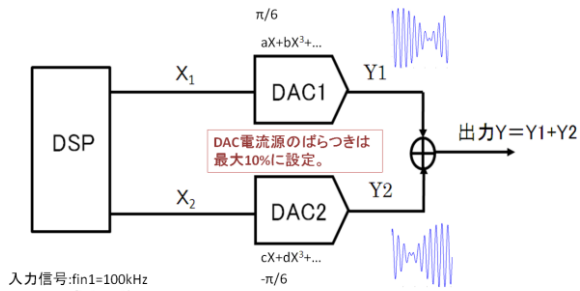 π/6
aX+bX³+...
X₁
Y1
DAC1
DSP
DAC電流源のばらつきは
最大10%に設定。
出力Y=Y1+Y2
X₂
Y2
DAC2
cX+dX³+...
入力信号:fin1=100kHz
-π/6